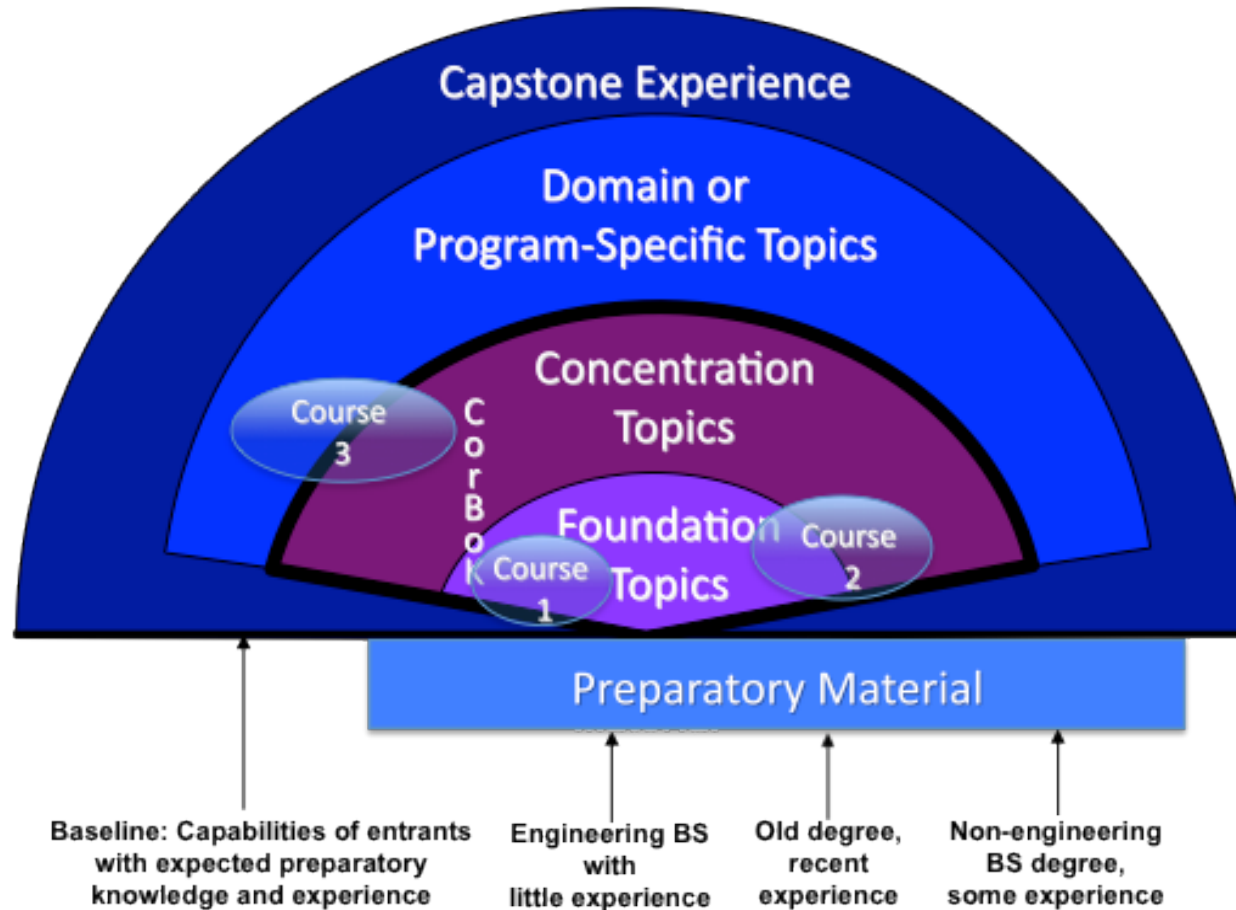 Capstone Experience
Domain or
Program-Specific Topics
Concentration
Topics
CorBoK
Course
3
Foundation
Topics
Course
1
Course
2
Preparatory Material
Baseline: Capabilities of entrants
with expected preparatory
knowledge and experience
Engineering BS
with
little experience
Old degree,
recent
experience
Non-engineering
BS degree,
some experience